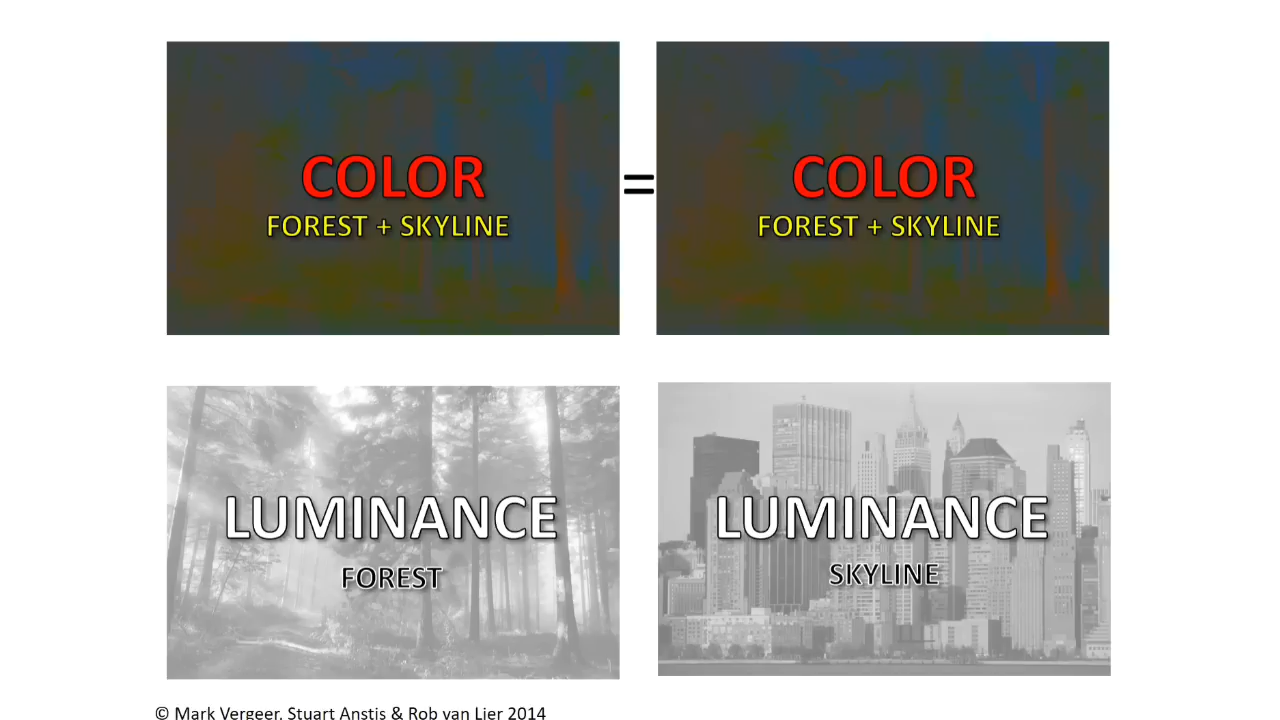 COLOR
FOREST + SKYLINE
=
COLOR
FOREST + SKYLINE
LUMINANCE
FOREST
LUMINANCE
SKYLINE
© Mark Vergeer, Stuart Anstis & Rob van Lier 2014